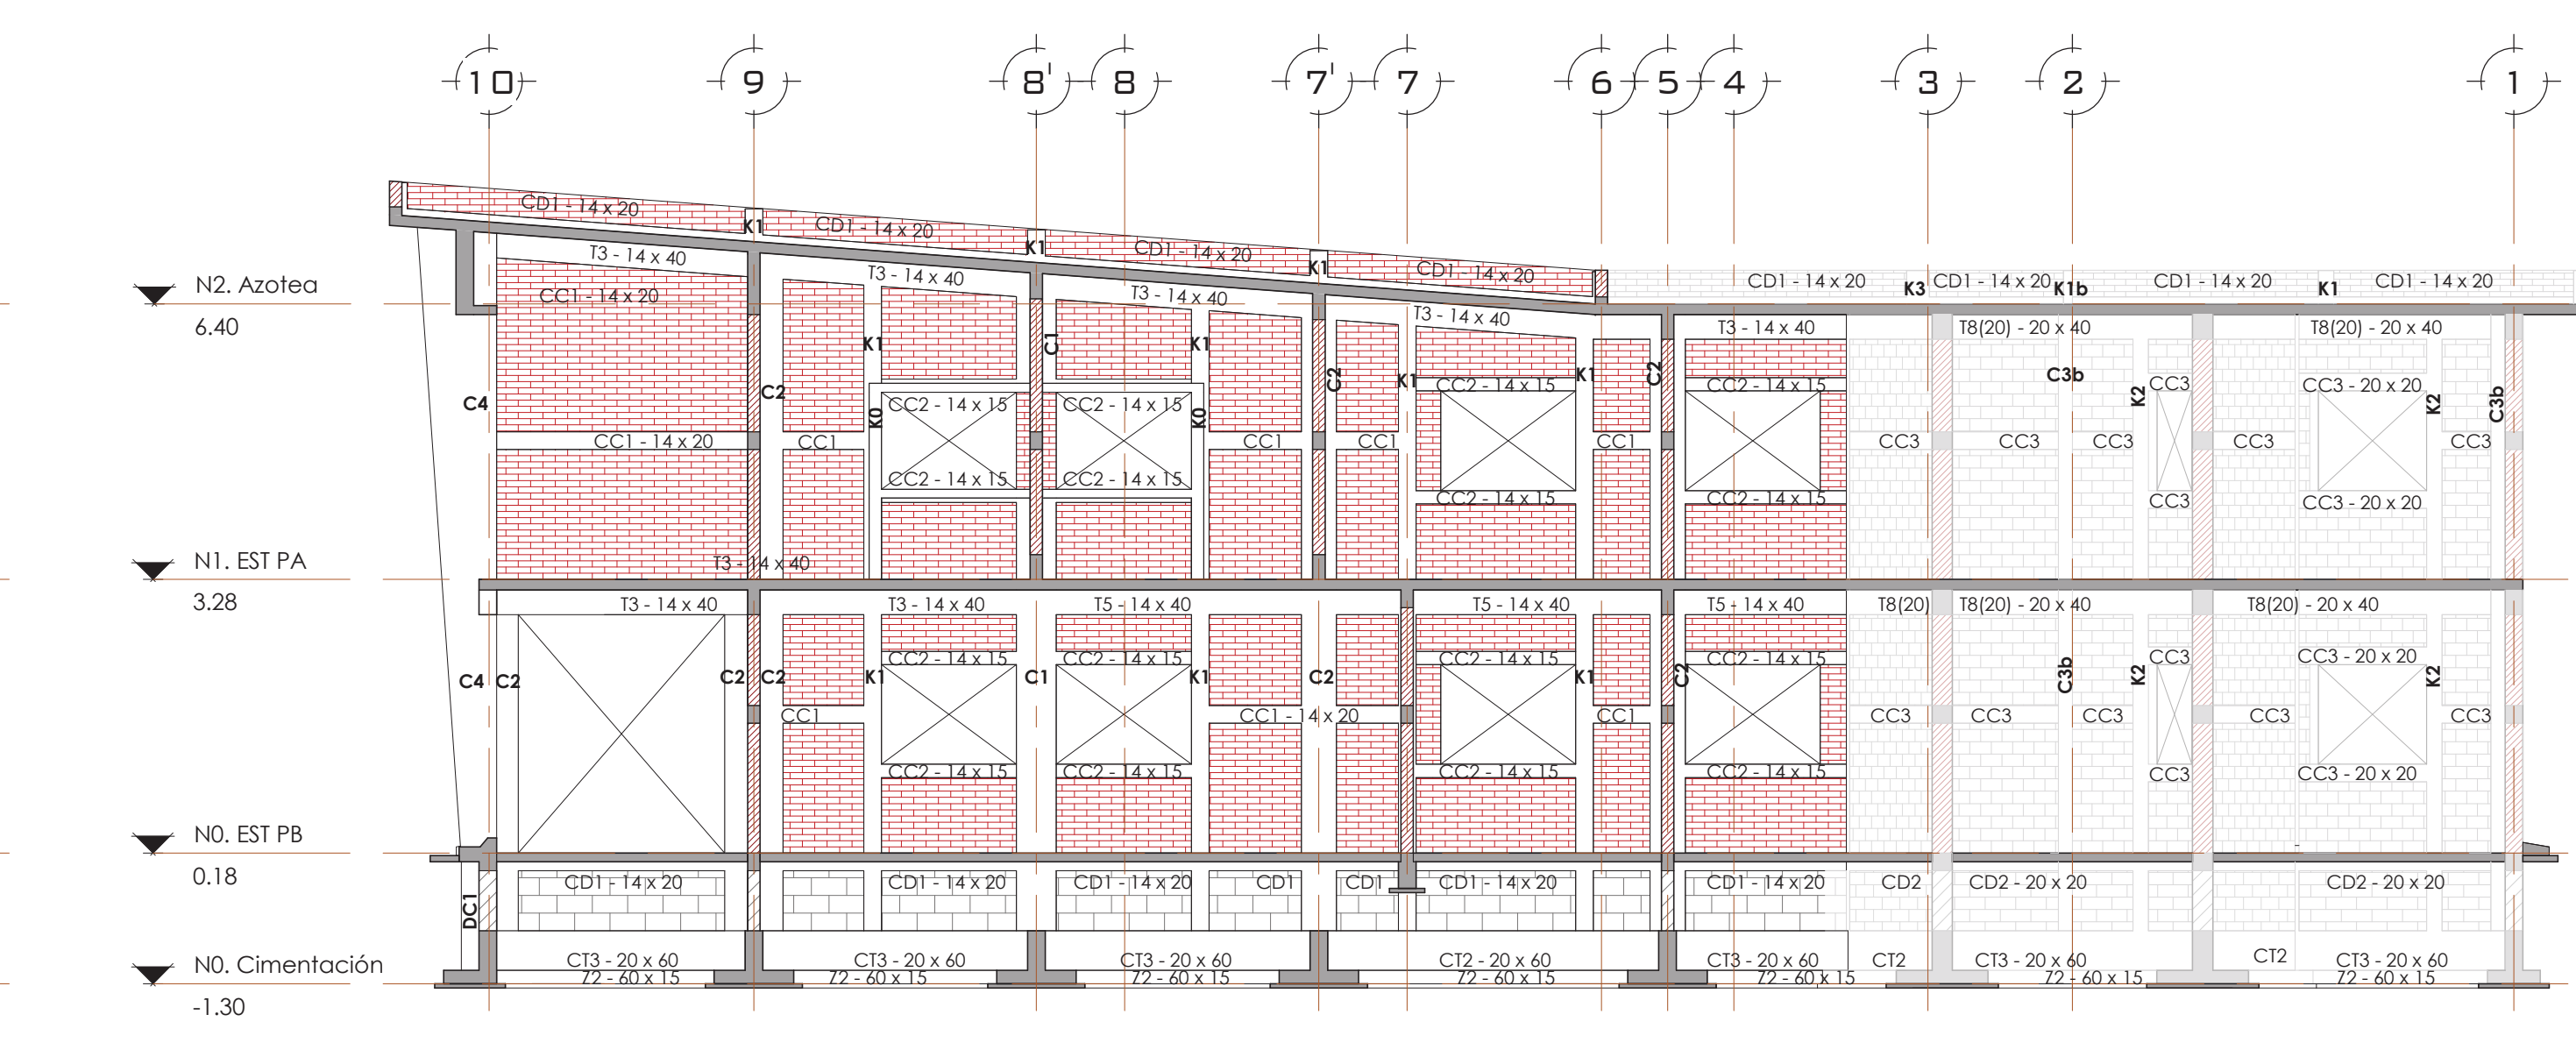 10 9 8' 8 7' 7 6 5 4 3 2 1
CD1 - 14 x 20
K1
CD1 - 14 x 20
K1
CD1 - 14 x 20
K1
CD1 - 14 x 20
CD1 - 14 x 20
K3
CD1 - 14 x 20
K1b
CD1 - 14 x 20
K1
CD1 - 14 x 20
N2. Azotea
6.40
T3 - 14 x 40
T3 - 14 x 40
T3 - 14 x 40
T3 - 14 x 40
T3 - 14 x 40
T8(20) - 20 x 40
T8(20) - 20 x 40
CC1 - 14 x 20
K1
C1
K1
C2
K1
K1
C2
C3b
C4
C2
K0
CC2 - 14 x 15
CC2 - 14 x 15
K0
CC2 - 14 x 15
CC2 - 14 x 15
K2
CC3
CC3 - 20 x 20
K2
C3b
CC1 - 14 x 20
CC1
CC1
CC1
CC1
CC3
CC3
CC3
CC3
CC3
CC2 - 14 x 15
CC2 - 14 x 15
CC2 - 14 x 15
CC2 - 14 x 15
CC3
CC3 - 20 x 20
N1. EST PA
3.28
T3 - 14 x 40
T3 - 14 x 40
T3 - 14 x 40
T5 - 14 x 40
T5 - 14 x 40
T5 - 14 x 40
T8(20)
T8(20) - 20 x 40
T8(20) - 20 x 40
CC2 - 14 x 15
CC2 - 14 x 15
CC2 - 14 x 15
CC2 - 14 x 15
CC3
CC3 - 20 x 20
C4
C2
C2
C2
K1
C1
K1
C2
K1
C2
C3b
K2
K2
CC1
CC1 - 14 x 20
CC1
CC3
CC3
CC3
CC3
CC3
CC2 - 14 x 15
CC2 - 14 x 15
CC2 - 14 x 15
CC2 - 14 x 15
CC3
CC3 - 20 x 20
N0. EST PB
0.18
CD1 - 14 x 20
CD1 - 14 x 20
CD1 - 14 x 20
CD1
CD1
CD1 - 14 x 20
CD1 - 14 x 20
CD2
CD2 - 20 x 20
CD2 - 20 x 20
DC1
N0. Cimentación
-1.30
CT3 - 20 x 60
CT3 - 20 x 60
CT3 - 20 x 60
CT2 - 20 x 60
CT3 - 20 x 60
CT2
CT3 - 20 x 60
CT2
CT3 - 20 x 60
Z2 - 60 x 15
Z2 - 60 x 15
Z2 - 60 x 15
Z2 - 60 x 15
Z2 - 60 x 15
Z2 - 60 x 15
Z2 - 60 x 15